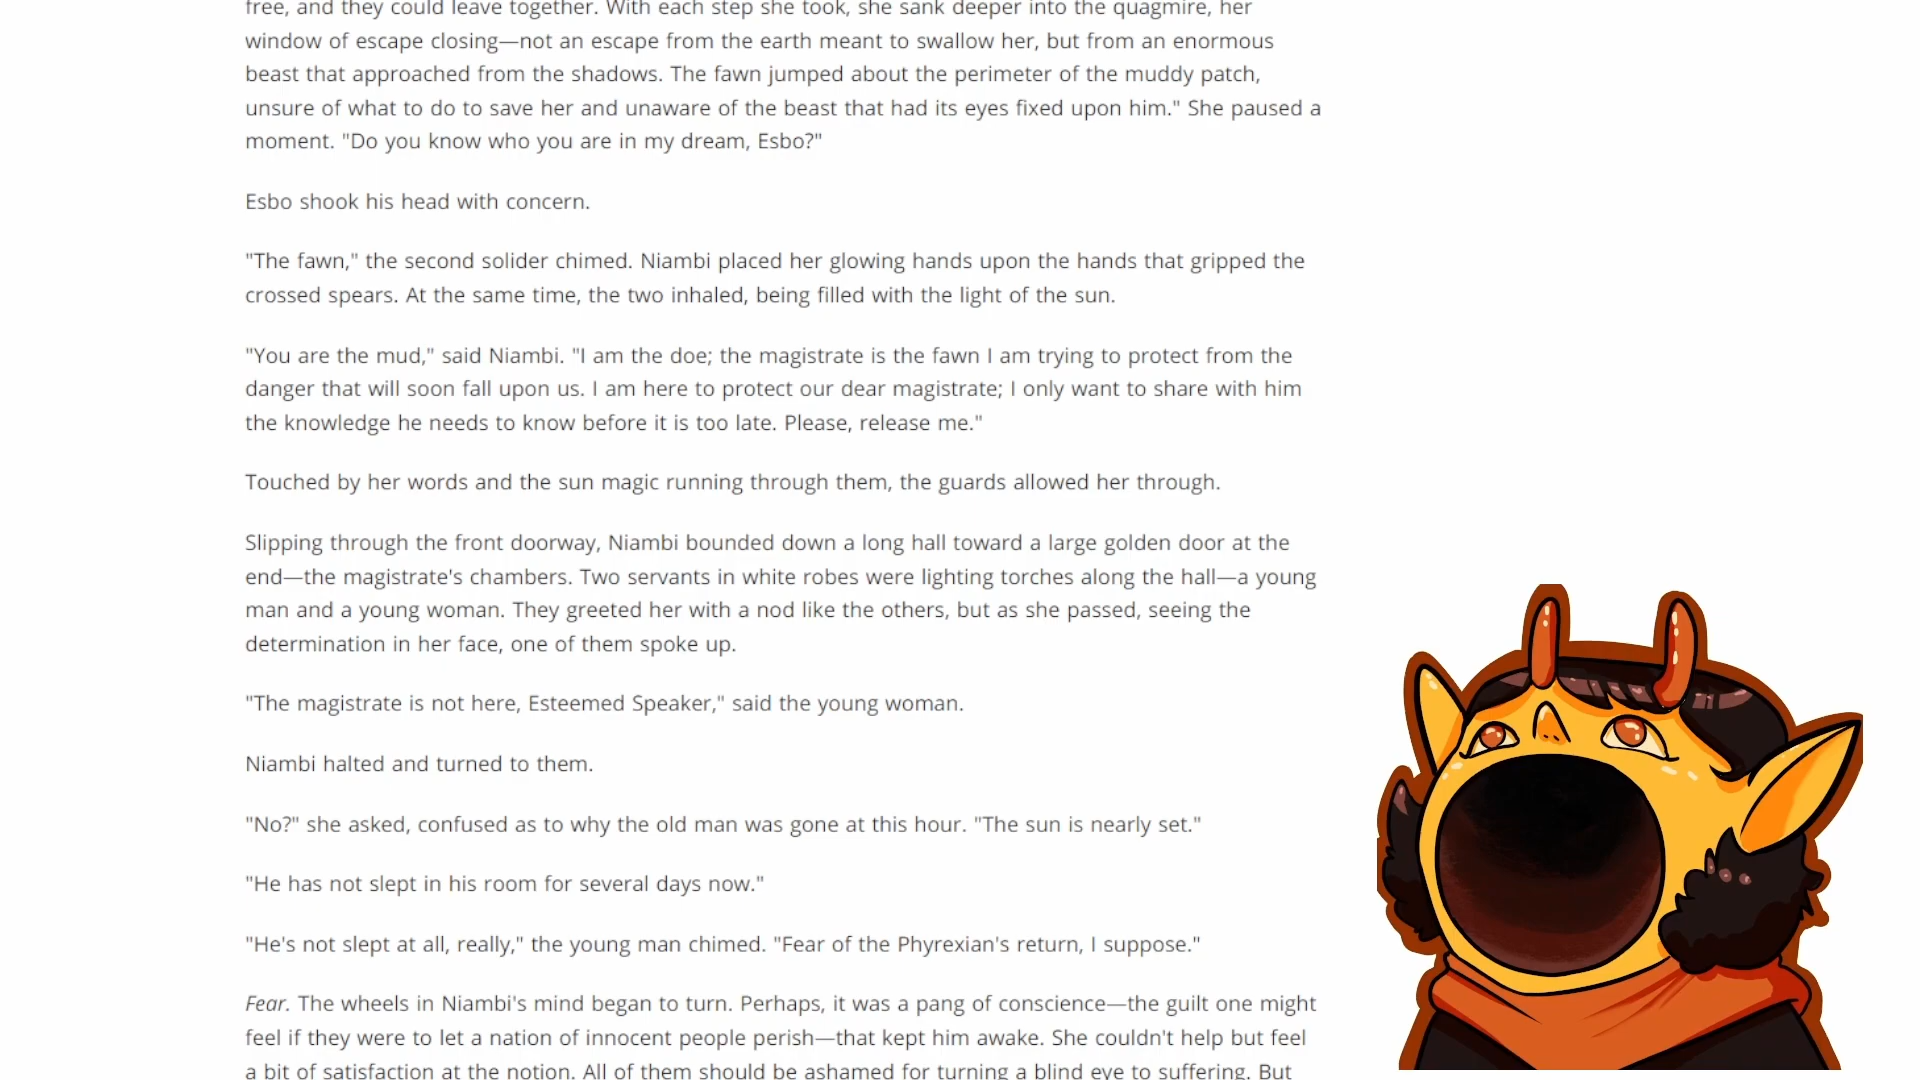 free, and they could leave together. With each step she took, she sank deeper into the quagmire, her
window of escape closing—not an escape from the earth meant to swallow her, but from an enormous
beast that approached from the shadows. The fawn jumped about the perimeter of the muddy patch,
unsure of what to do to save her and unaware of the beast that had its eyes fixed upon him." She paused a
moment. "Do you know who you are in my dream, Esbo?"
Esbo shook his head with concern.
"The fawn," the second solider chimed. Niambi placed her glowing hands upon the hands that gripped the
crossed spears. At the same time, the two inhaled, being filled with the light of the sun.
"You are the mud," said Niambi. "I am the doe; the magistrate is the fawn I am trying to protect from the
danger that will soon fall upon us. I am here to protect our dear magistrate; I only want to share with him
the knowledge he needs to know before it is too late. Please, release me."
Touched by her words and the sun magic running through them, the guards allowed her through.
Slipping through the front doorway, Niambi bounded down a long hall toward a large golden door at the
end—the magistrate's chambers. Two servants in white robes were lighting torches along the hall—a young
man and a young woman. They greeted her with a nod like the others, but as she passed, seeing the
determination in her face, one of them spoke up.
"The magistrate is not here, Esteemed Speaker," said the young woman.
Niambi halted and turned to them.
"No?" she asked, confused as to why the old man was gone at this hour. "The sun is nearly set."
"He has not slept in his room for several days now."
"He's not slept at all, really," the young man chimed. "Fear of the Phyrexian's return, I suppose."
Fear. The wheels in Niambi's mind began to turn. Perhaps, it was a pang of conscience—the guilt one might
feel if they were to let a nation of innocent people perish—that kept him awake. She couldn't help but feel
a bit of satisfaction at the notion. All of them should be ashamed for turning a blind eye to suffering. But